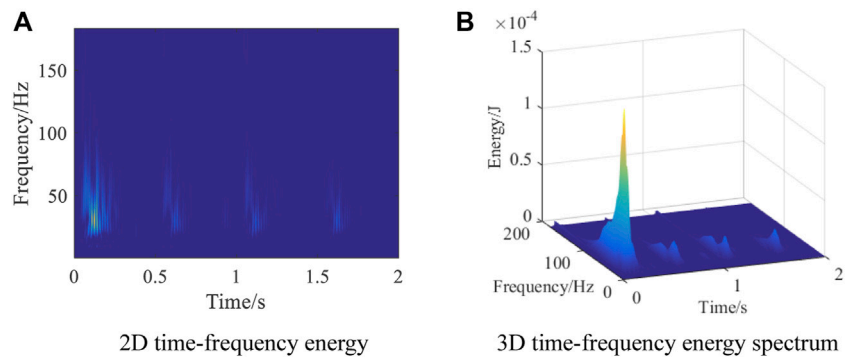 A
Frequency/Hz
150
100
50
0
0.5
1
1.5
2
Time/s
2D time-frequency energy
B
×10⁻⁴
1.5
1
0.5
0
Energy/J
200
100
0
Frequency/Hz
0
1
2
Time/s
3D time-frequency energy spectrum